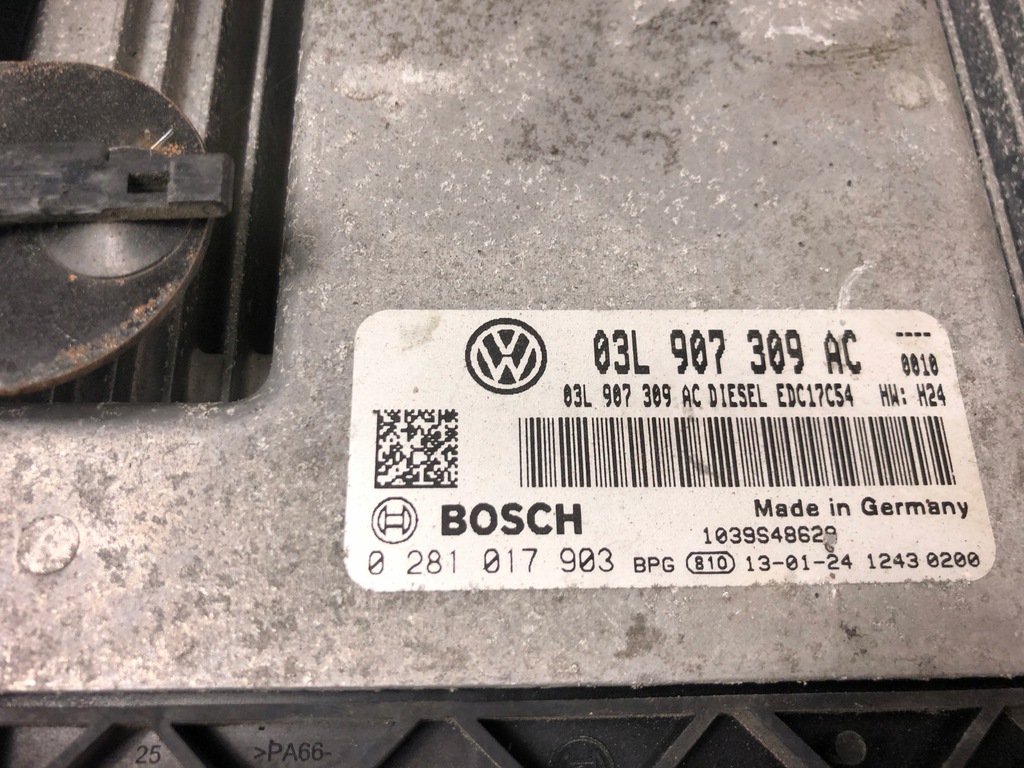 03L 907 309 AC ----
0010
03L 907 309 AC DIESEL EDC17C54 HW: H24
BOSCH
Made in Germany
1039S48629
0 281 017 903 BPG 810 13-01-24 1243 0200
25 >PA66-